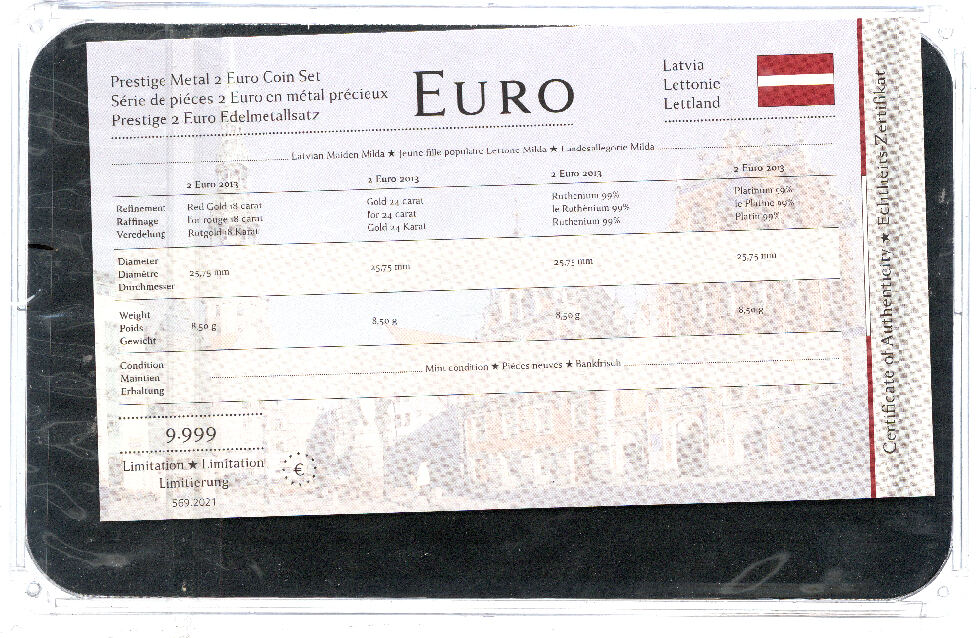 Prestige Metal 2 Euro Coin Set
Série de piéces 2 Euro en métal précieux
Prestige 2 Euro Edelmetallsatz
EURO
Latvia
Lettonie
Lettland
Latvian Maiden Milda ★ Jeune fille populaire Lettone Milda ★ Landesallegorie Milda
2 Euro 2013 2 Euro 2013 2 Euro 2013 2 Euro 2013
Refinement Red Gold 18 carat Gold 24 carat Ruthenium 99% Platinum 99%
Raffinage l'or rouge 18 carat l'or 24 carat le Ruthénium 99% le Platine 99%
Veredelung Rotgold 18 Karat Gold 24 Karat Ruthenium 99% Platin 99%
Diameter
Diamètre 25,75 mm 25,75 mm 25,75 mm 25,75 mm
Durchmesser
Weight
Poids 8,50 g 8,50 g 8,50 g 8,50 g
Gewicht
Condition
Maintien Mint condition ★ Pièces neuves ★ Bankfrisch
Erhaltung
9.999
Limitation ★ Limitation
Limitierung
569.2021
€
Certificate of Authenticity ★ Echtheits-Zertifikat